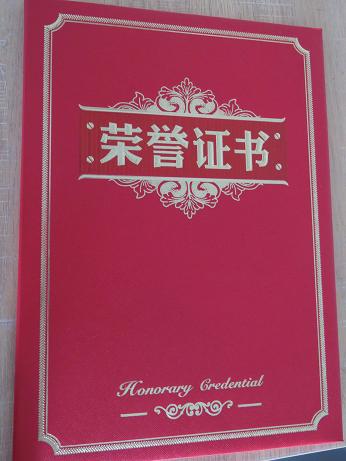 荣誉证书
Honorary Credential